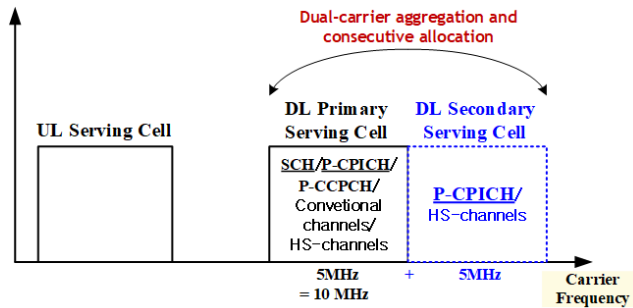 Dual-carrier aggregation and
consecutive allocation
UL Serving Cell
DL Primary
Serving Cell
DL Secondary
Serving Cell
SCH/P-CPICH/
P-CCPCH/
Convetional
channels/
HS-channels
P-CPICH/
HS-channels
5MHz + 5MHz
= 10 MHz
Carrier
Frequency